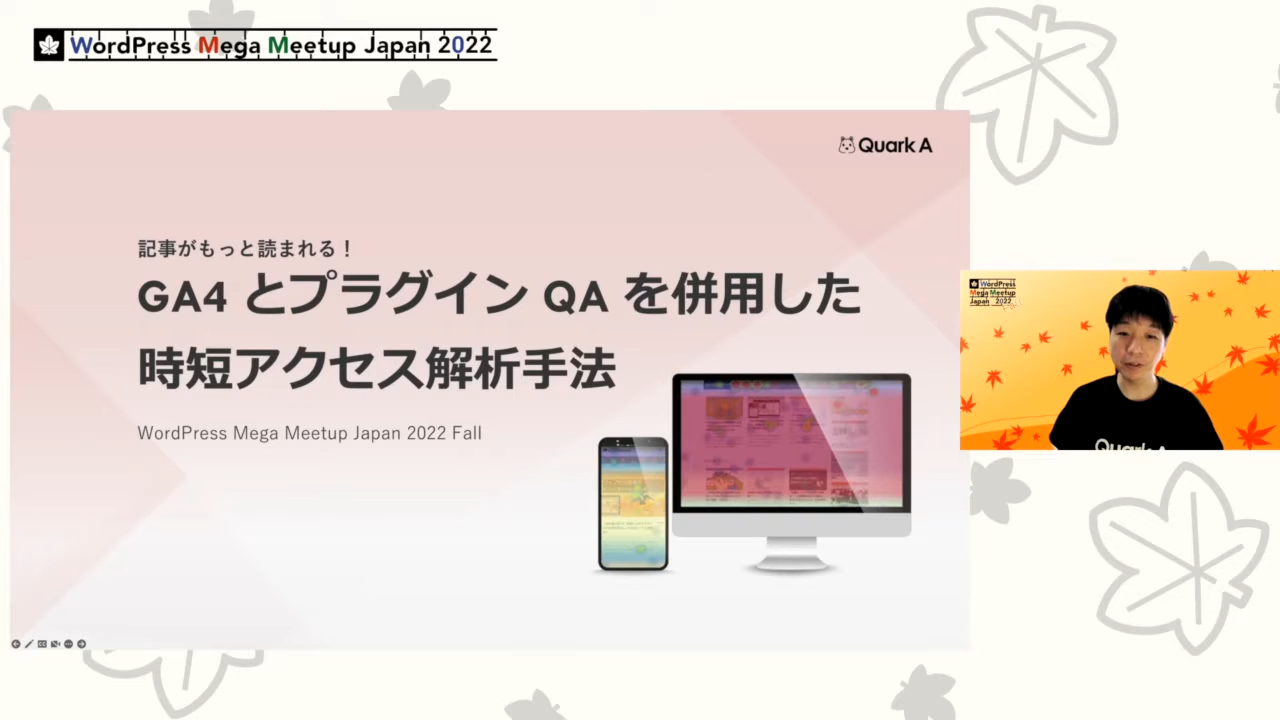 WordPress Mega Meetup Japan 2022
Quark A
記事がもっと読まれる！
GA4 とプラグイン QA を併用した
時短アクセス解析手法
WordPress Mega Meetup Japan 2022 Fall
WordPress
Mega Meetup
Japan 2022
Quark A